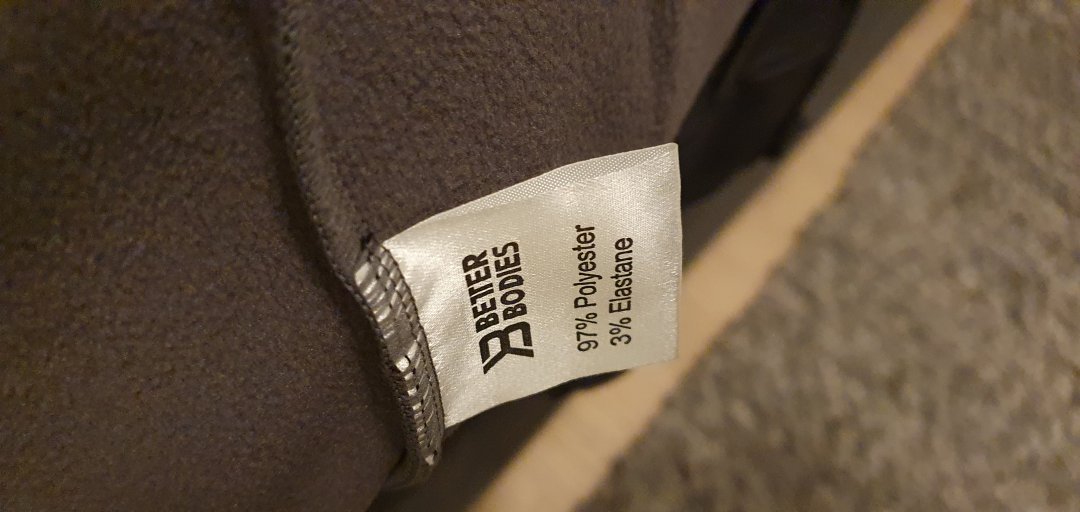 BETTER
BODIES
97% Polyester
3% Elastane